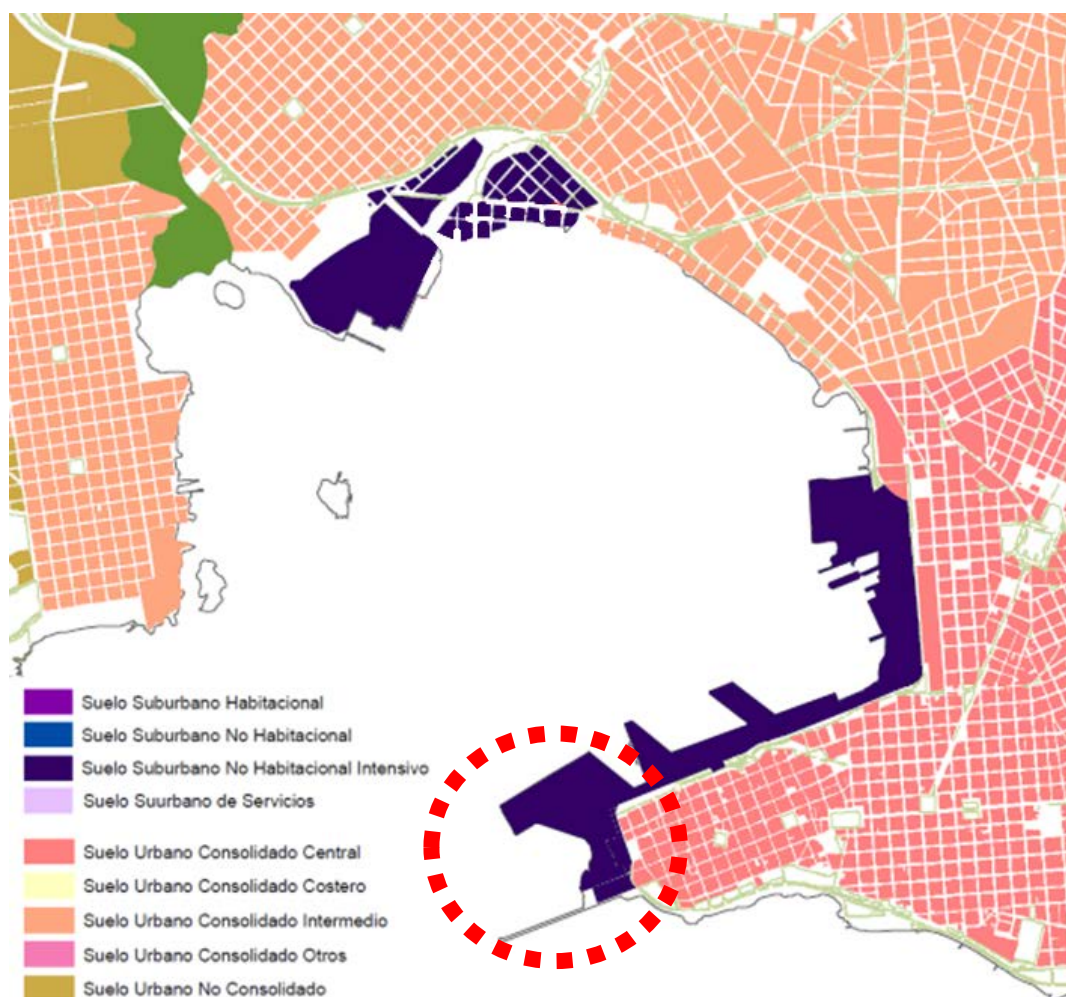 Suelo Suburbano Habitacional
Suelo Suburbano No Habitacional
Suelo Suburbano No Habitacional Intensivo
Suelo Suurbano de Servicios
Suelo Urbano Consolidado Central
Suelo Urbano Consolidado Costero
Suelo Urbano Consolidado Intermedio
Suelo Urbano Consolidado Otros
Suelo Urbano No Consolidado